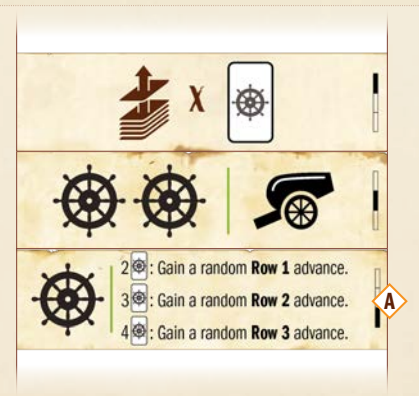 X
2 : Gain a random Row 1 advance.
3 : Gain a random Row 2 advance.
4 : Gain a random Row 3 advance.
A